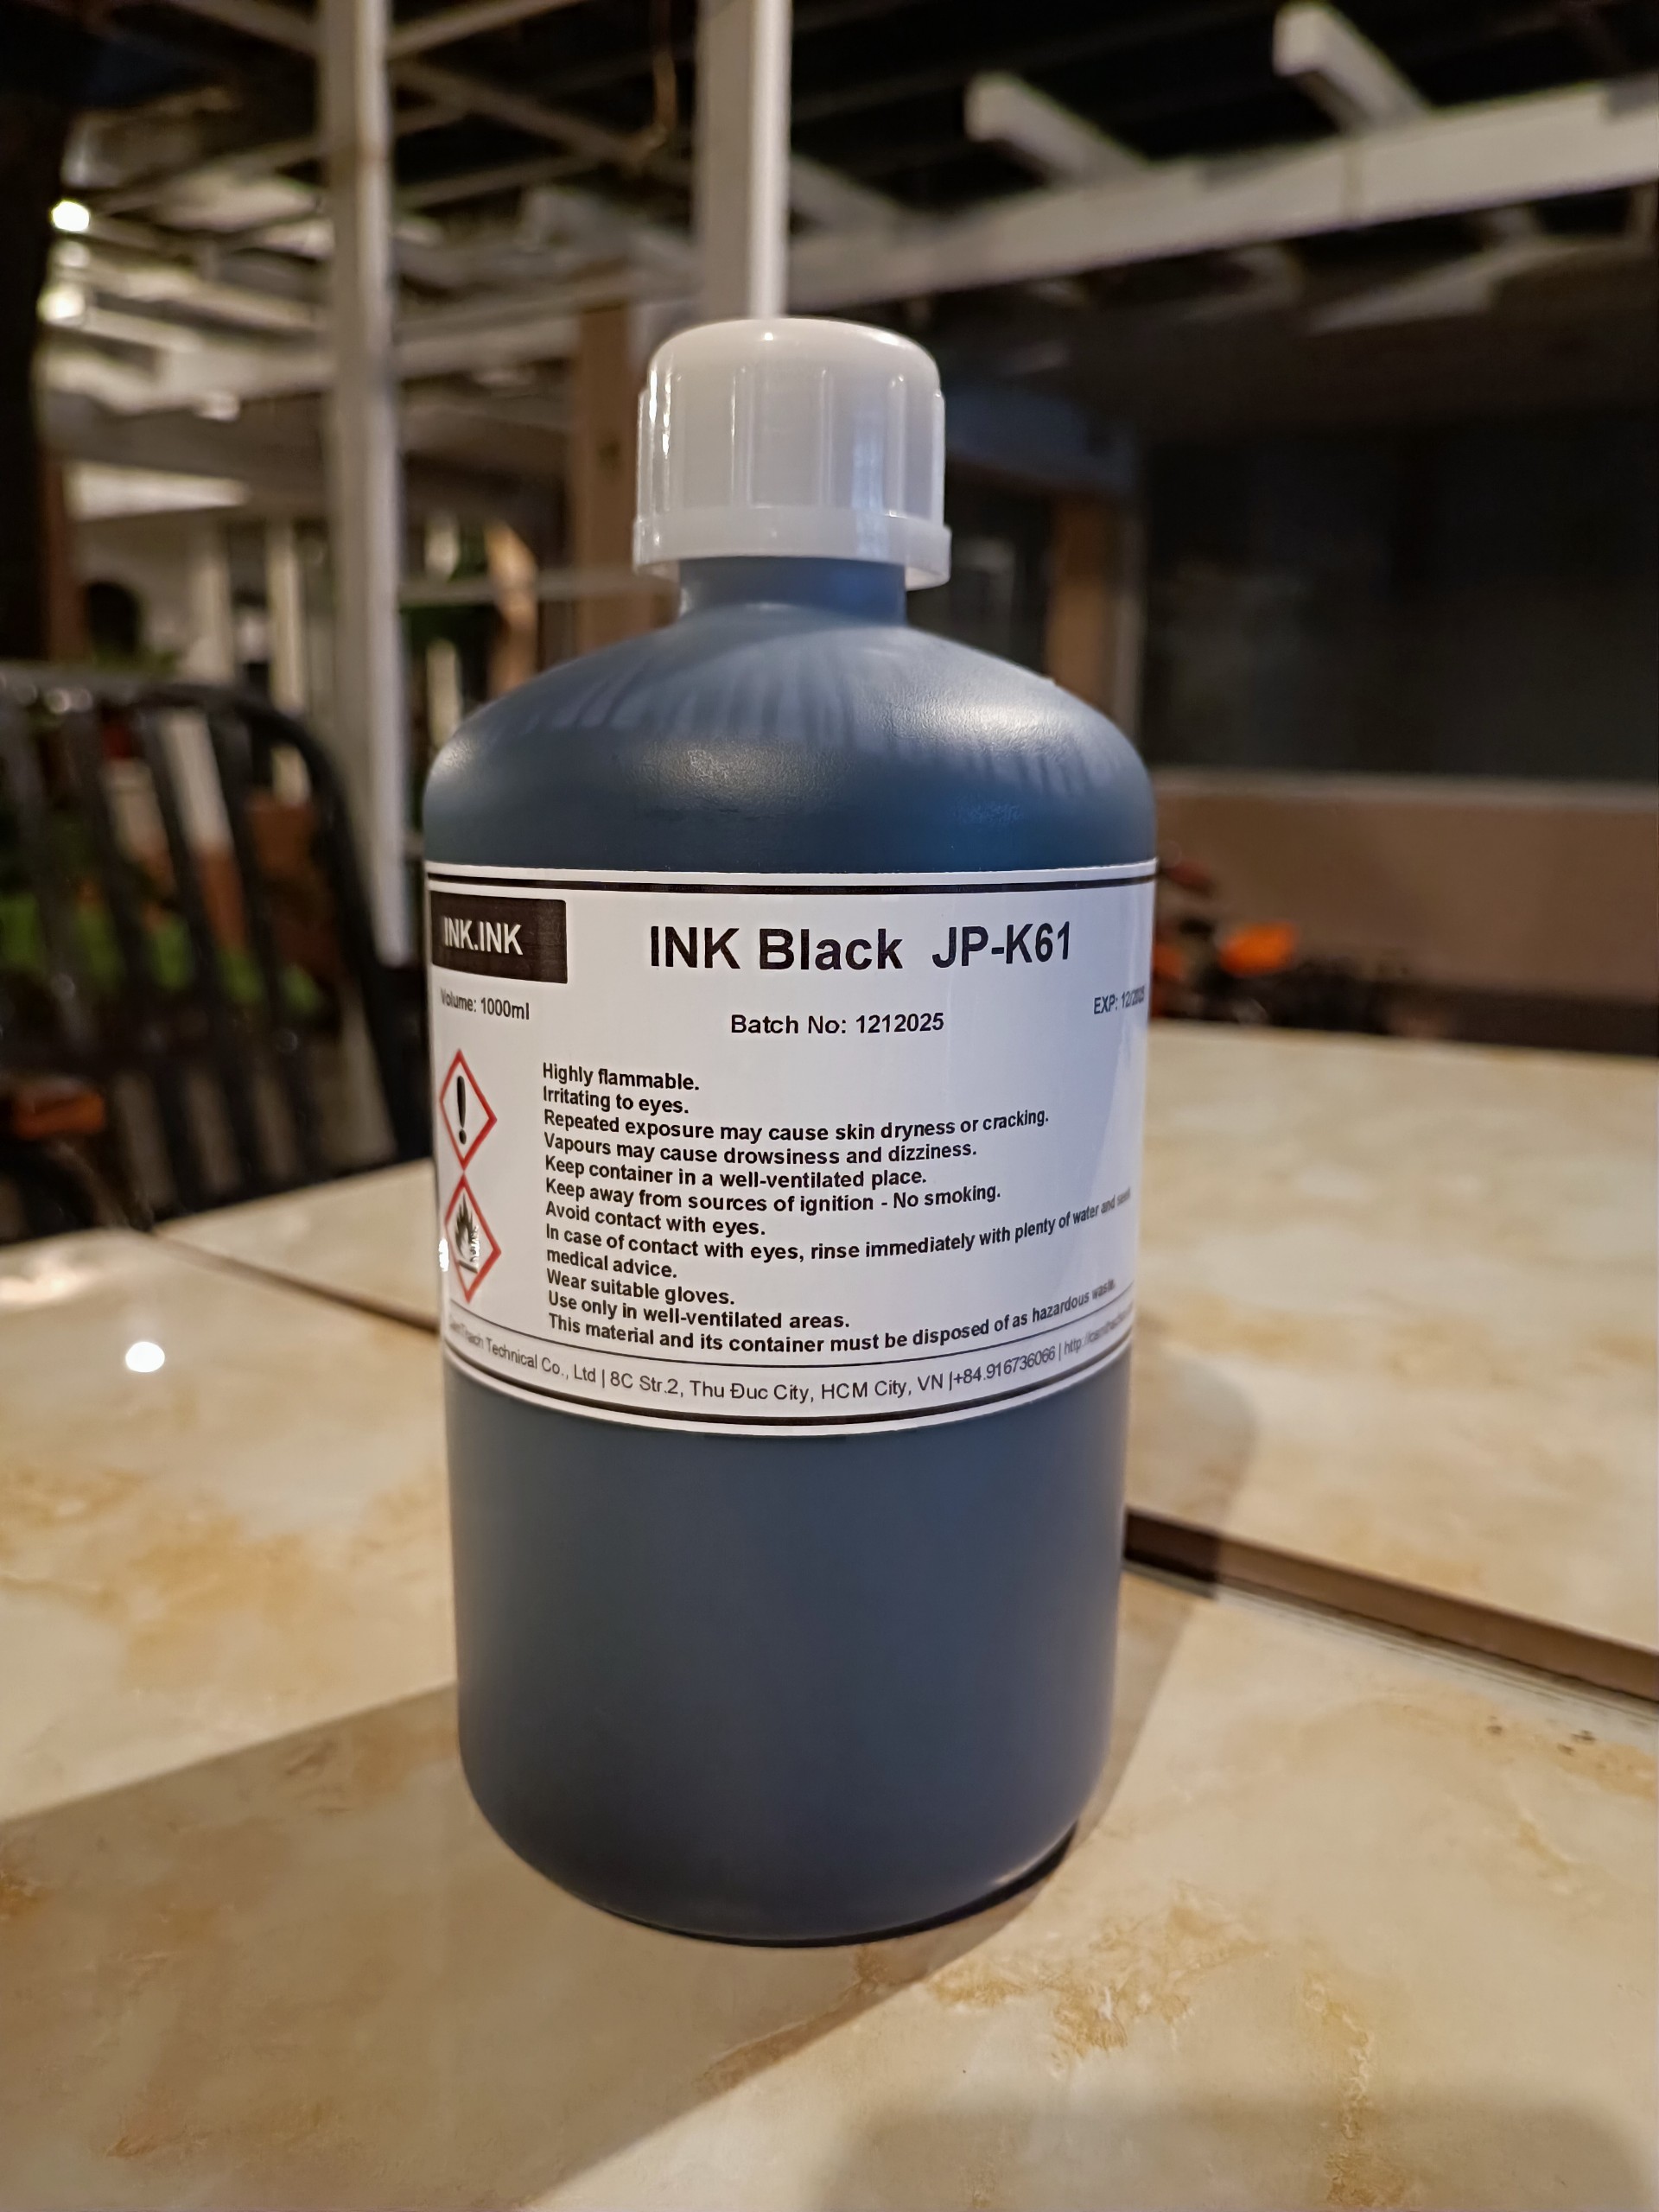 INK.INK
INK Black JP-K61
Volume: 1000ml
EXP:
Batch No: 1212025
Highly flammable.
Irritating to eyes.
Repeated exposure may cause skin dryness or cracking.
Vapours may cause drowsiness and dizziness.
Keep container in a well-ventilated place.
Keep away from sources of ignition - No smoking.
Avoid contact with eyes.
In case of contact with eyes, rinse immediately with plenty of water and seek
medical advice.
Wear suitable gloves.
Use only in well-ventilated areas.
This material and its container must be disposed of as hazardous waste.
Technical Co., Ltd | 8C Str.2, Thu Đuc City, HCM City, VN |+84.916736066 |